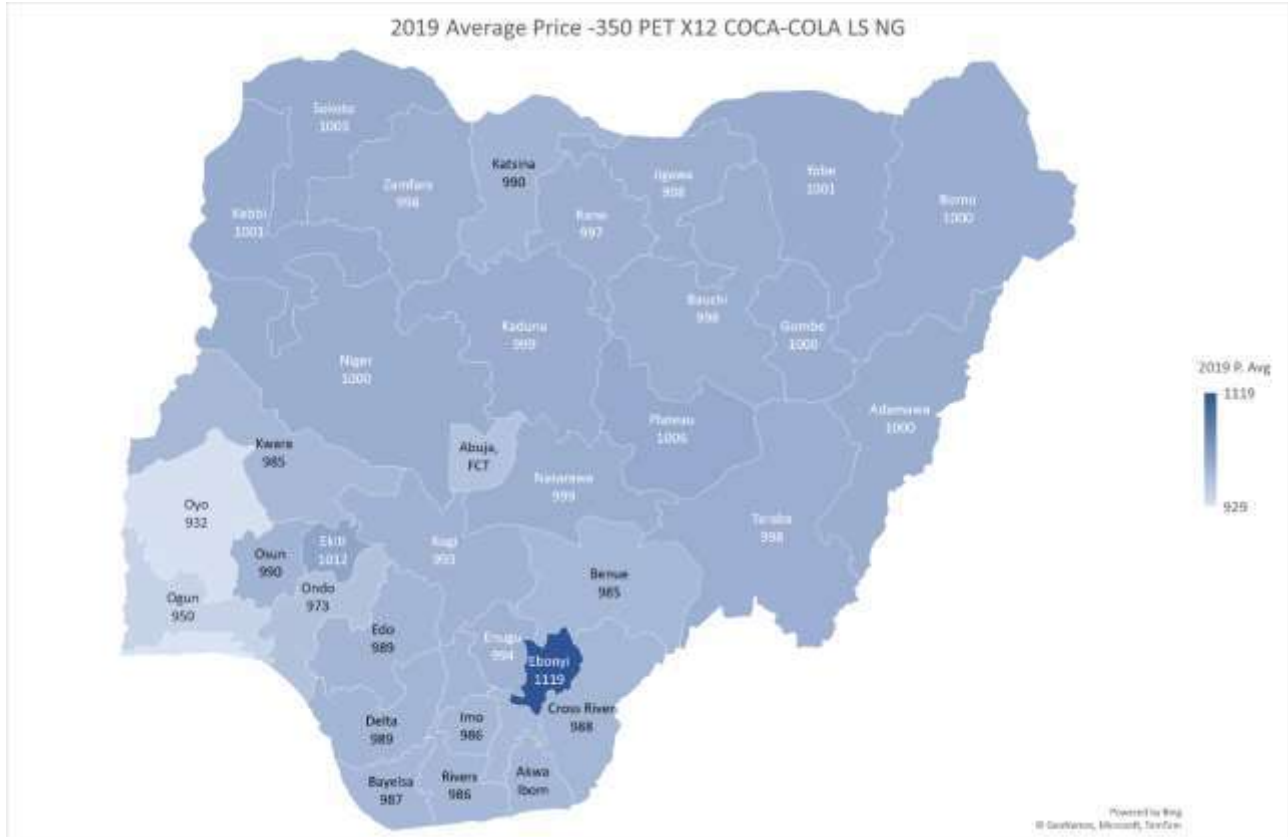 2019 Average Price -350 PET X12 COCA-COLA LS NG
Sokoto
1003
Zamfara
998
Katsina
990
Jigawa
998
Yobe
1001
Borno
1000
Kebbi
1001
Kano
997
Bauchi
998
Gombe
1000
Kaduna
999
Niger
1000
2019 P. Avg
1119
929
Adamawa
1000
Plateau
1006
Kwara
985
Abuja,
FCT
Nasarawa
999
Oyo
932
Taraba
998
Ekiti
1012
Kogi
993
Osun
990
Benue
985
Ondo
973
Ogun
950
Edo
989
Enugu
994
Ebonyi
1119
Cross River
988
Delta
989
Imo
986
Bayelsa
987
Rivers
986
Akwa
Ibom
Powered by Bing
© GeoNames, Microsoft, TomTom